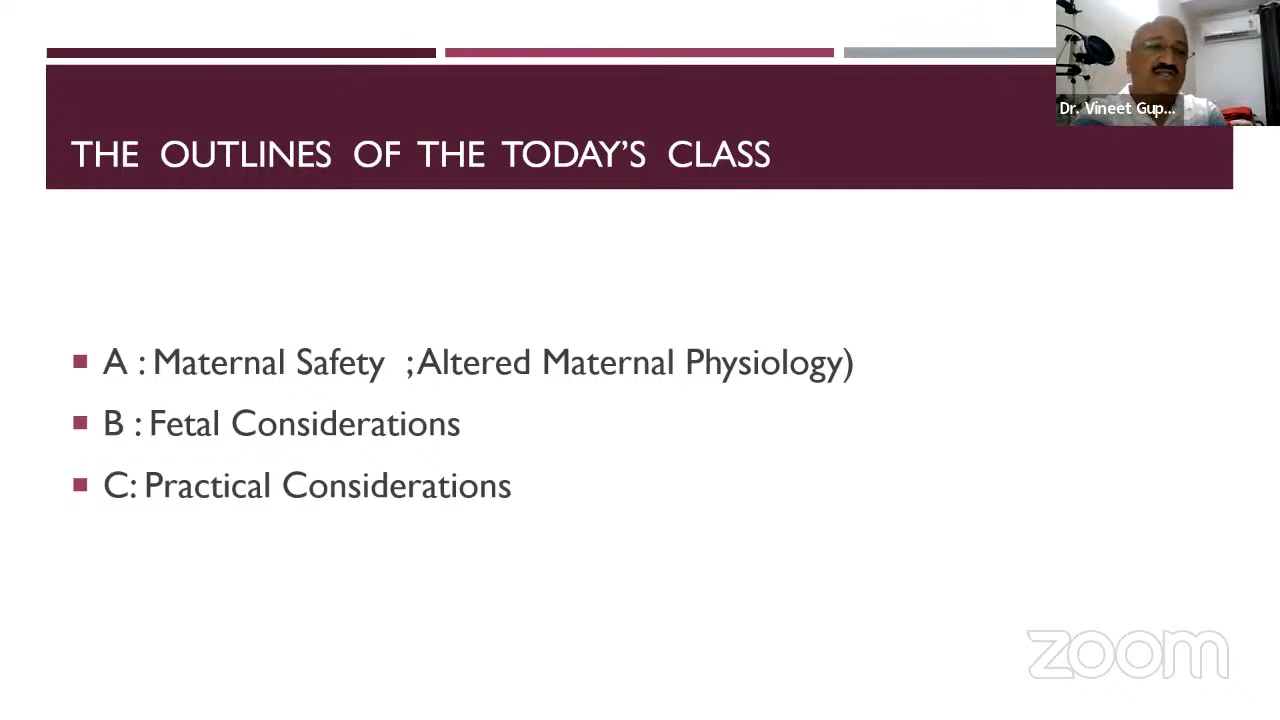 THE OUTLINES OF THE TODAY'S CLASS
Dr. Vineet Gup...
A : Maternal Safety ; Altered Maternal Physiology)
B : Fetal Considerations
C: Practical Considerations
zoom